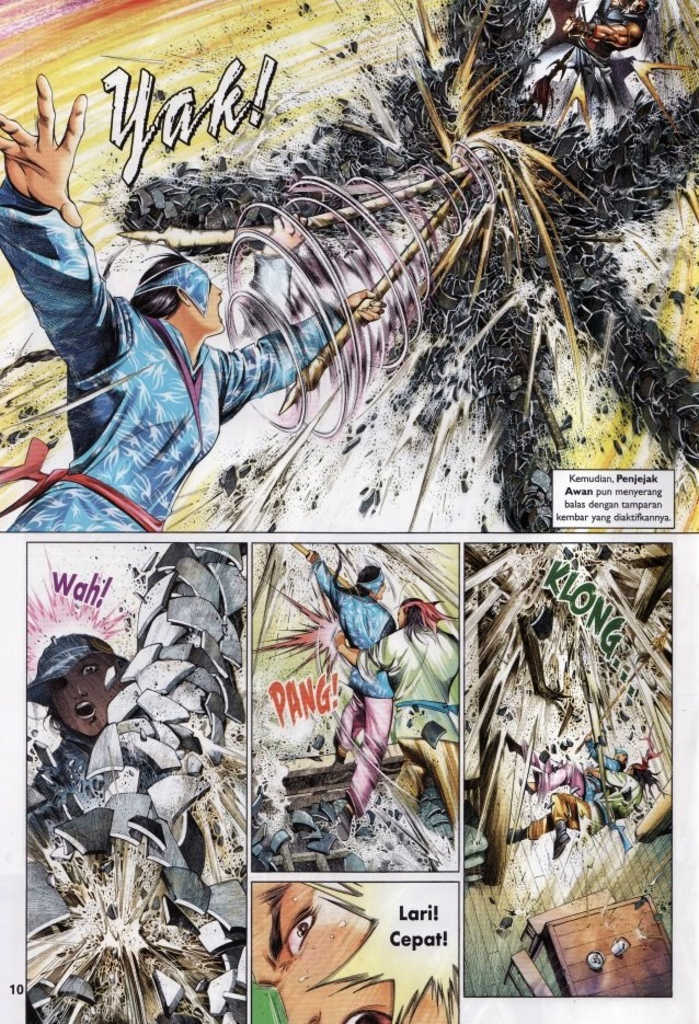 Yak!
Kemudian, Penjejak
Awan pun menyerang
balas dengan tamparan
kembar yang diaktifkannya.
Wah!
PANG!
KLONG...
Lari!
Cepat!
10